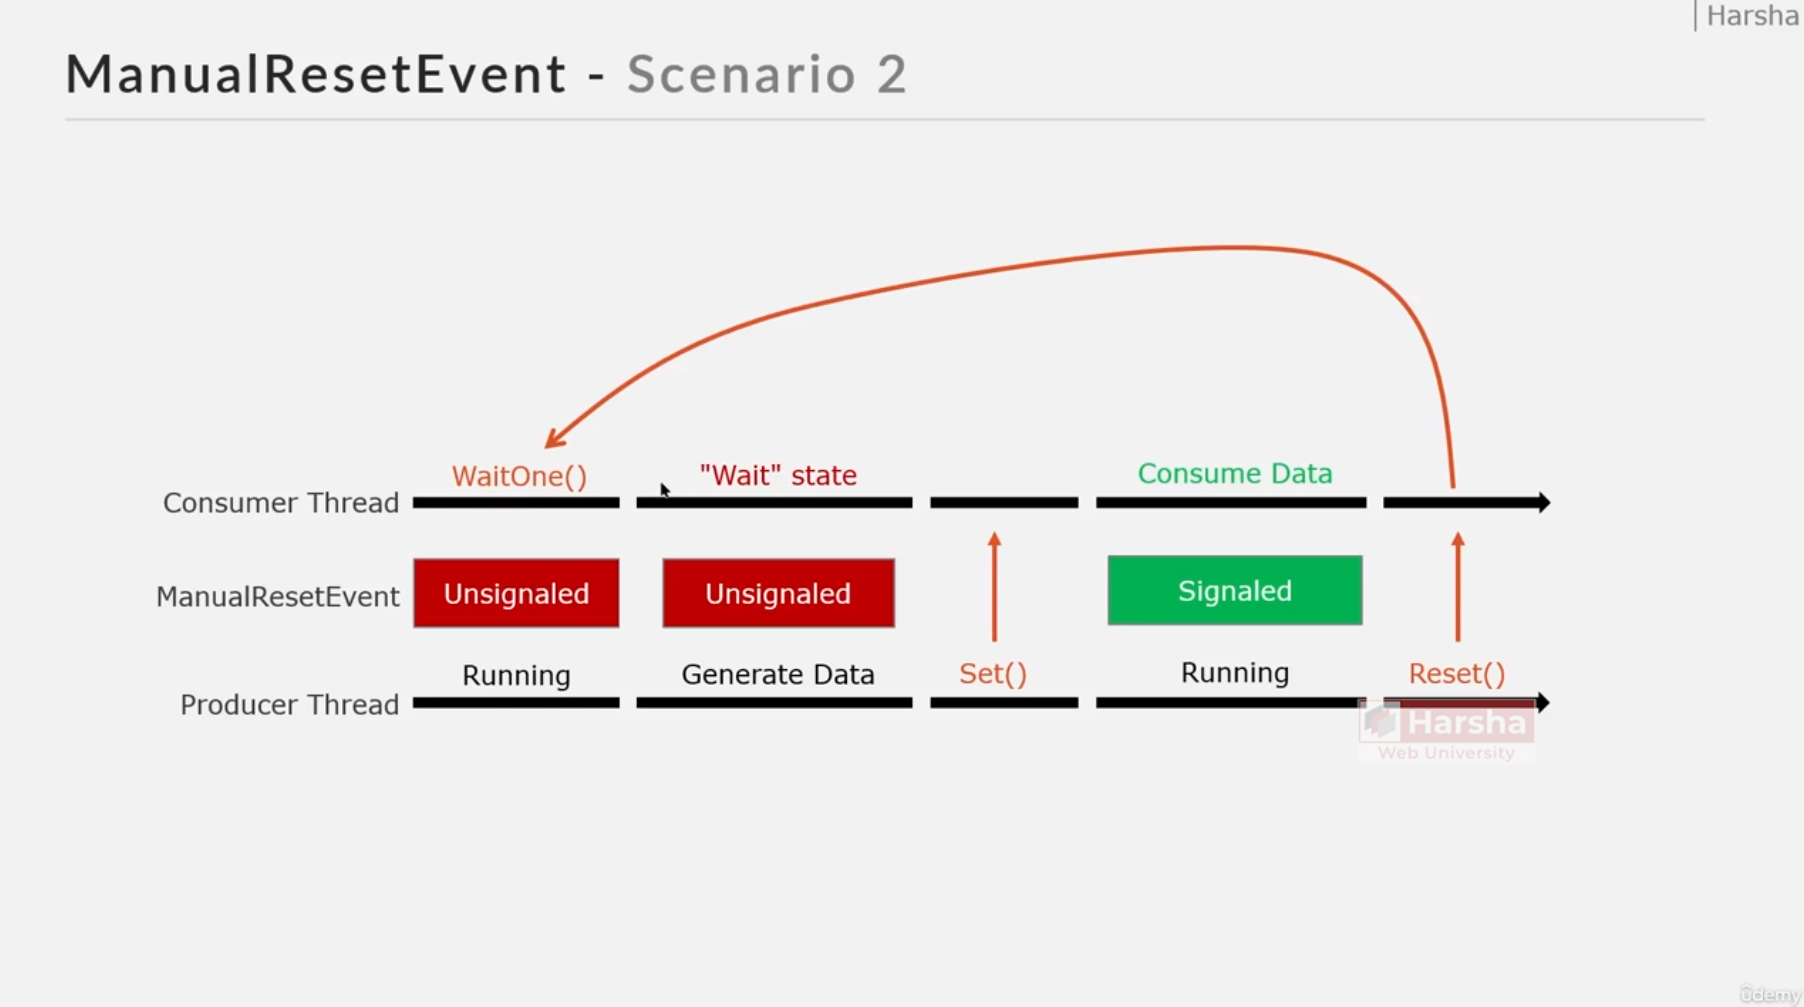 Harsha
ManualResetEvent - Scenario 2
WaitOne()
"Wait" state
Consume Data
Consumer Thread
ManualResetEvent
Unsignaled
Unsignaled
Signaled
Running
Generate Data
Set()
Running
Reset()
Producer Thread
Harsha
Web University
ûdemy